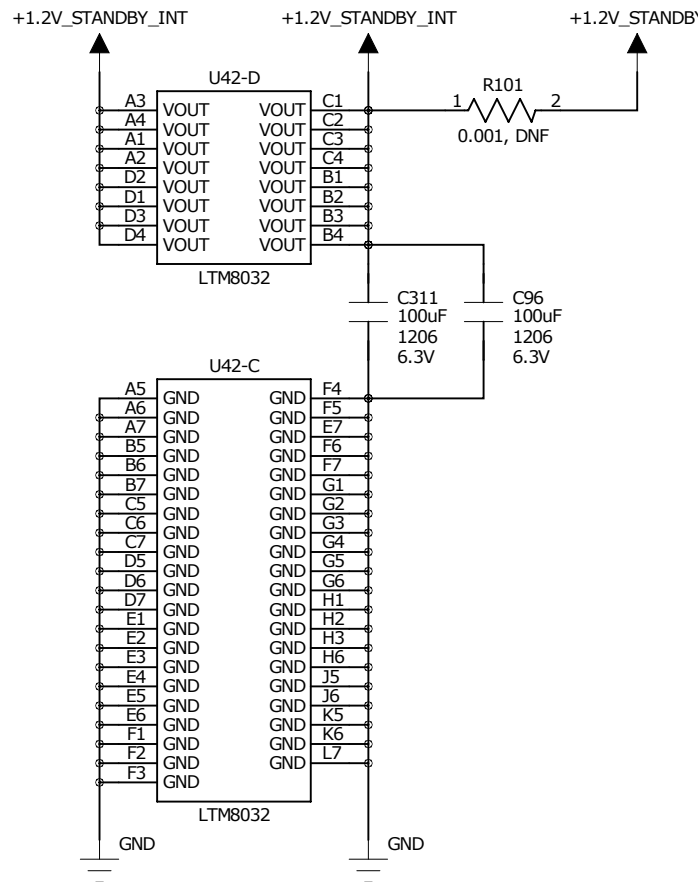 +1.2V_STANDBY_INT +1.2V_STANDBY_INT +1.2V_STANDBY
U42-D
A3 VOUT VOUT C1
A4 VOUT VOUT C2
A1 VOUT VOUT C3
A2 VOUT VOUT C4
D2 VOUT VOUT B1
D1 VOUT VOUT B2
D3 VOUT VOUT B3
D4 VOUT VOUT B4
LTM8032
R101
1 2
0.001, DNF
C311
100uF
1206
6.3V
C96
100uF
1206
6.3V
U42-C
A5 GND GND F4
A6 GND GND F5
A7 GND GND E7
B5 GND GND F6
B6 GND GND F7
B7 GND GND G1
C5 GND GND G2
C6 GND GND G3
C7 GND GND G4
D5 GND GND G5
D6 GND GND G6
D7 GND GND H1
E1 GND GND H2
E2 GND GND H3
E3 GND GND H6
E4 GND GND J5
E5 GND GND J6
E6 GND GND K5
F1 GND GND K6
F2 GND GND L7
F3 GND
LTM8032
GND GND